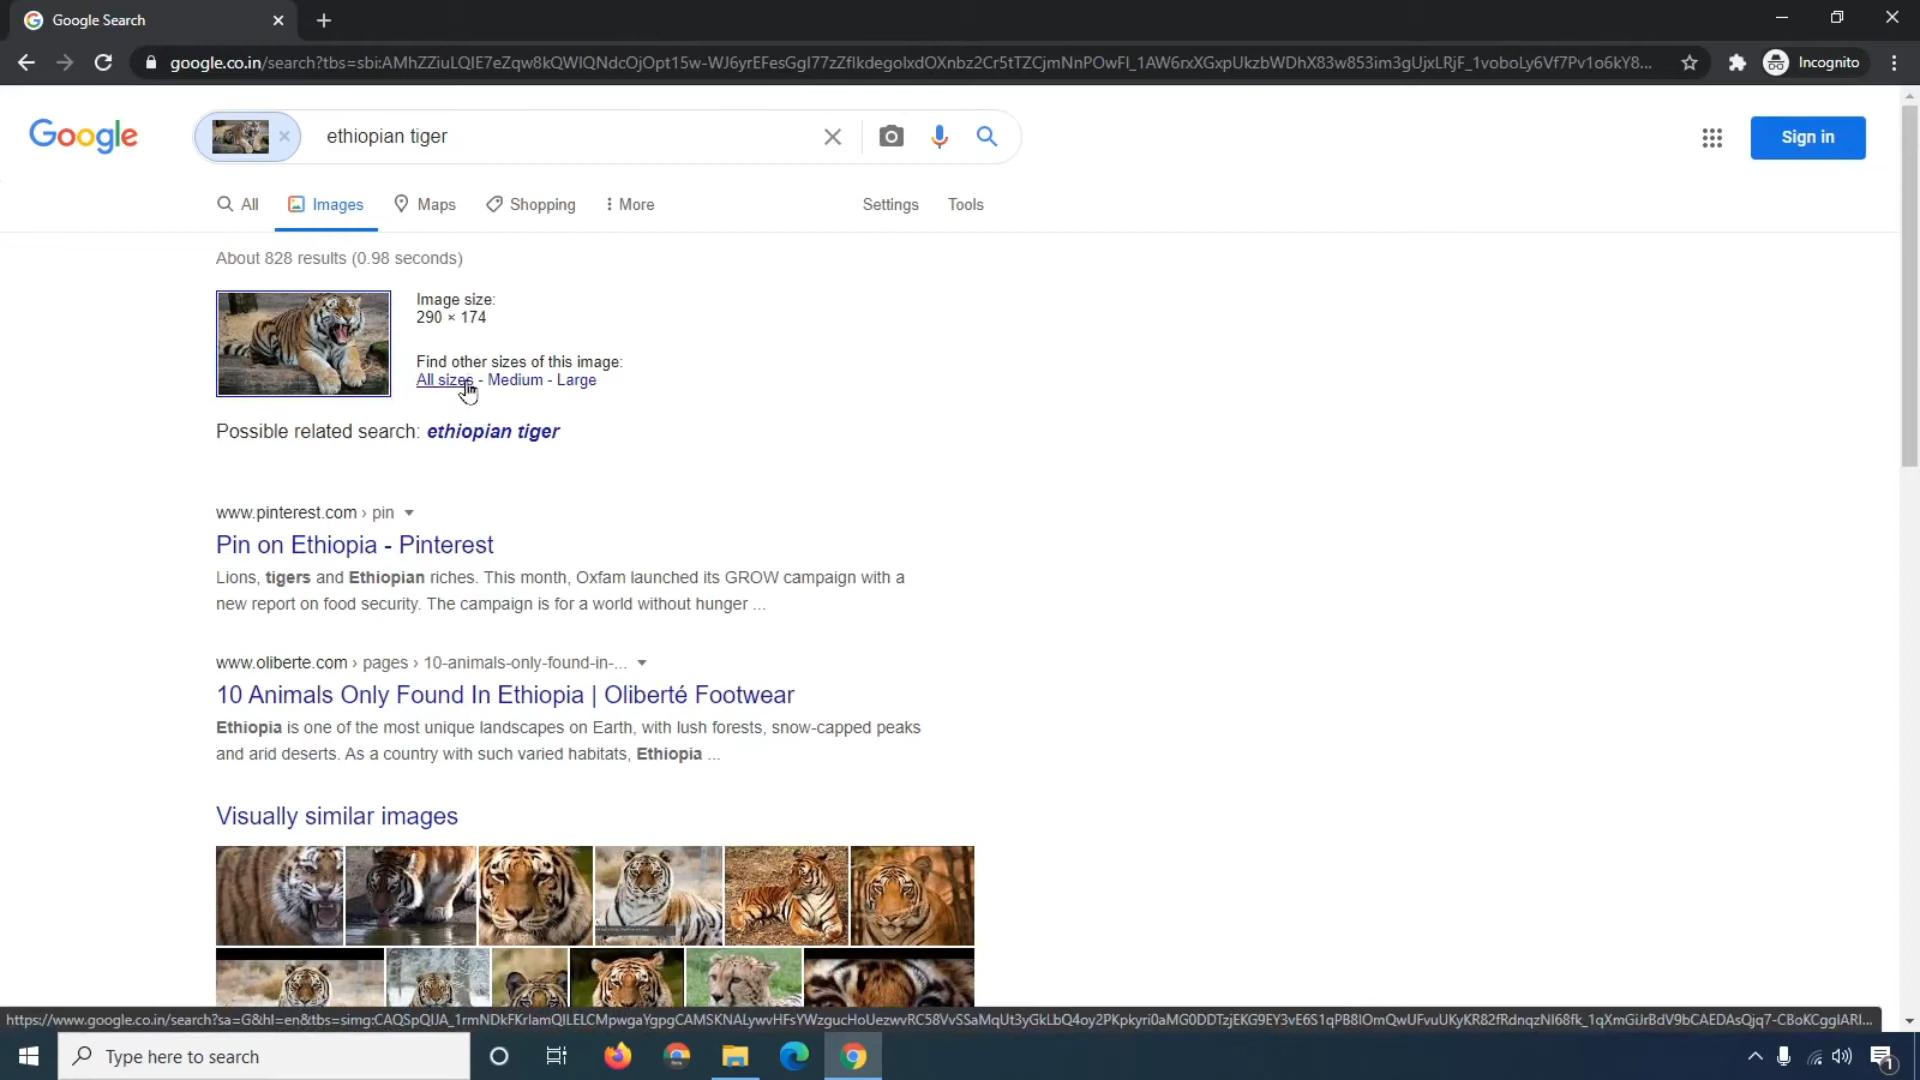 Google Search
google.co.in/search?tbs=sbi:AMhZZiuLQIE7eZqw8kQWIQNdcOjOpt15w-WJ6yrEFesGgI77zZflkdegolxdOXnbz2Cr5tTZCjmNnPOwFI_1AW6rxXGxpUkzbWDhX83w853im3gUjxLRjF_1voboLy6Vf7Pv1o6kY8...
Incognito
Google
ethiopian tiger
Sign in
All
Images
Maps
Shopping
More
Settings
Tools
About 828 results (0.98 seconds)
Image size:
290 × 174
Find other sizes of this image:
All sizes - Medium - Large
Possible related search: ethiopian tiger
www.pinterest.com › pin
Pin on Ethiopia - Pinterest
Lions, tigers and Ethiopian riches. This month, Oxfam launched its GROW campaign with a
new report on food security. The campaign is for a world without hunger ...
www.oliberte.com › pages › 10-animals-only-found-in-...
10 Animals Only Found In Ethiopia | Oliberté Footwear
Ethiopia is one of the most unique landscapes on Earth, with lush forests, snow-capped peaks
and arid deserts. As a country with such varied habitats, Ethiopia ...
Visually similar images
Type here to search
1